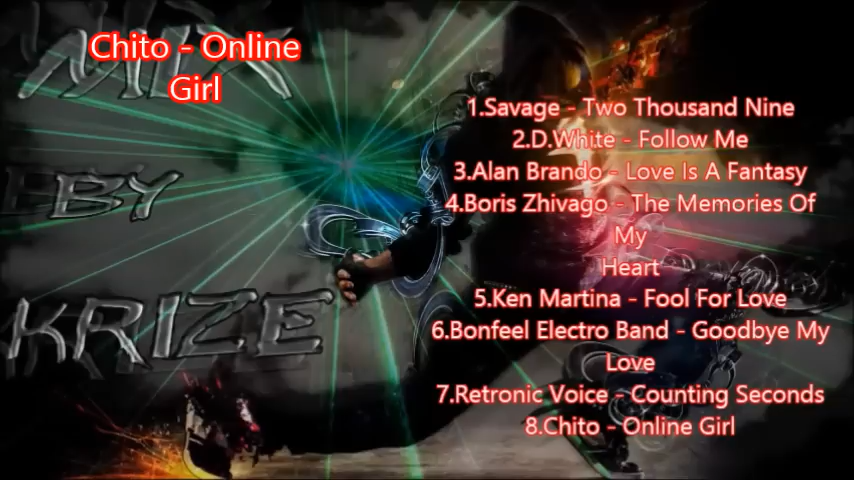 Chito - Online
Girl
MIX
BY
KRIZE
1.Savage - Two Thousand Nine
2.D.White - Follow Me
3.Alan Brando - Love Is A Fantasy
4.Boris Zhivago - The Memories Of
My
Heart
5.Ken Martina - Fool For Love
6.Bonfeel Electro Band - Goodbye My
Love
7.Retronic Voice - Counting Seconds
8.Chito - Online Girl